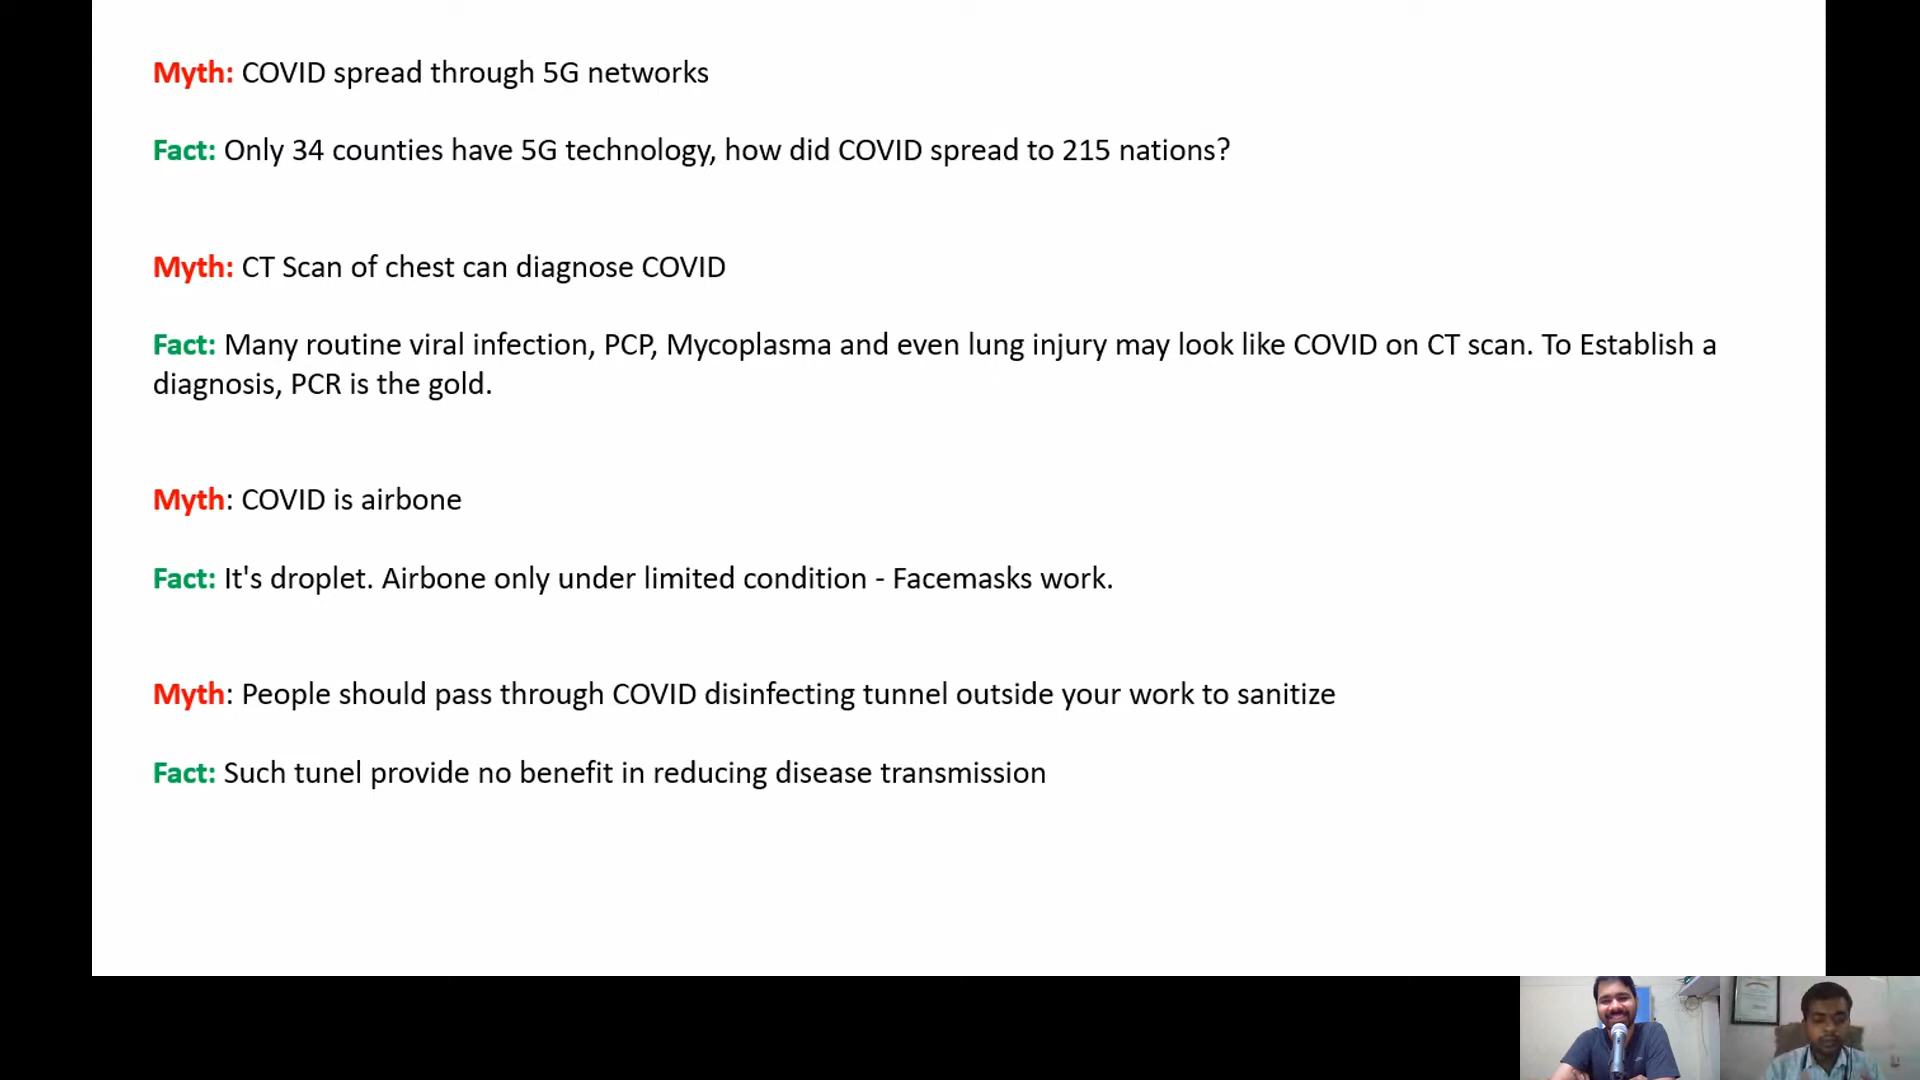 Myth: COVID spread through 5G networks
Fact: Only 34 counties have 5G technology, how did COVID spread to 215 nations?
Myth: CT Scan of chest can diagnose COVID
Fact: Many routine viral infection, PCP, Mycoplasma and even lung injury may look like COVID on CT scan. To Establish a
diagnosis, PCR is the gold.
Myth: COVID is airbone
Fact: It's droplet. Airbone only under limited condition - Facemasks work.
Myth: People should pass through COVID disinfecting tunnel outside your work to sanitize
Fact: Such tunel provide no benefit in reducing disease transmission